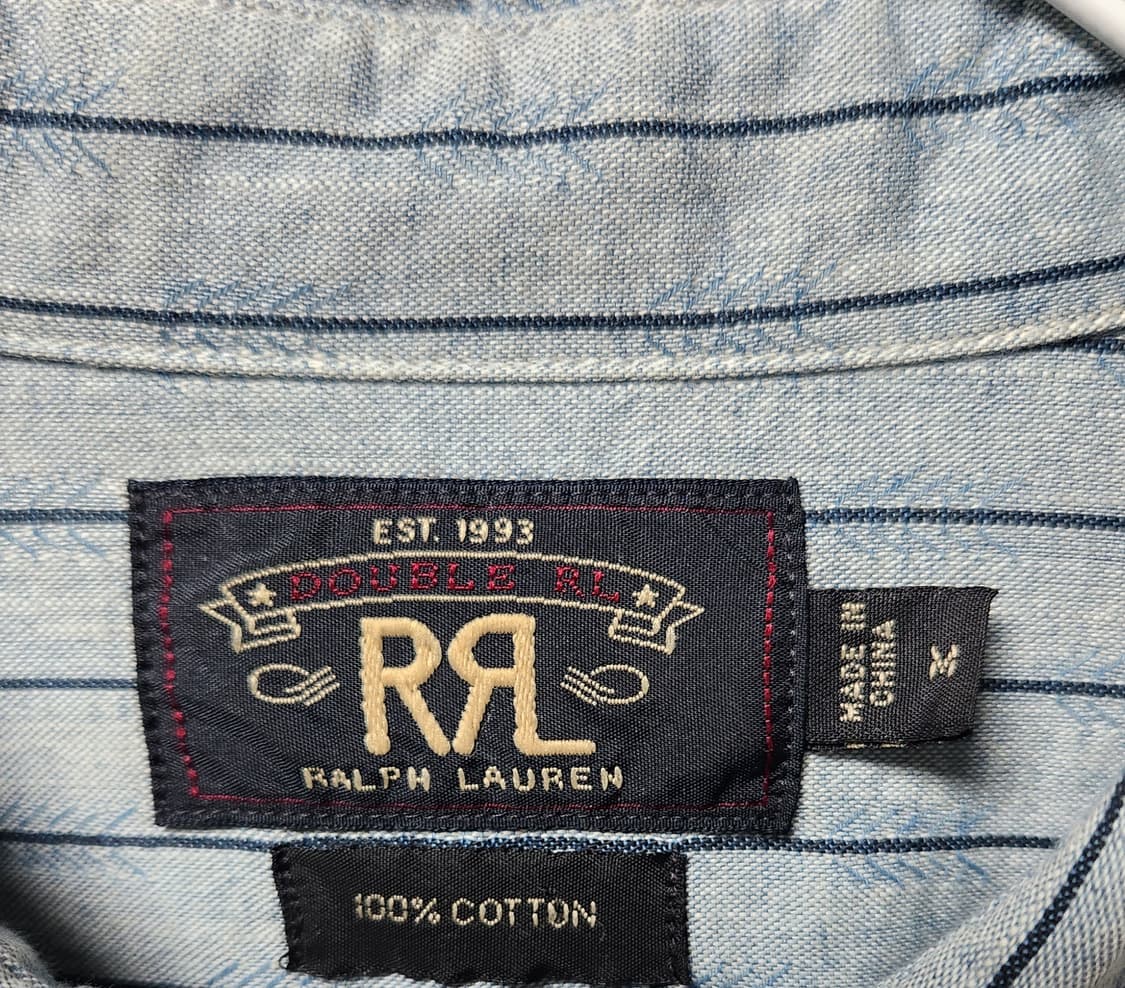 EST. 1993
DOUBLE RL
RRL
RALPH LAUREN
MADE IN
CHINA
M
100% COTTON